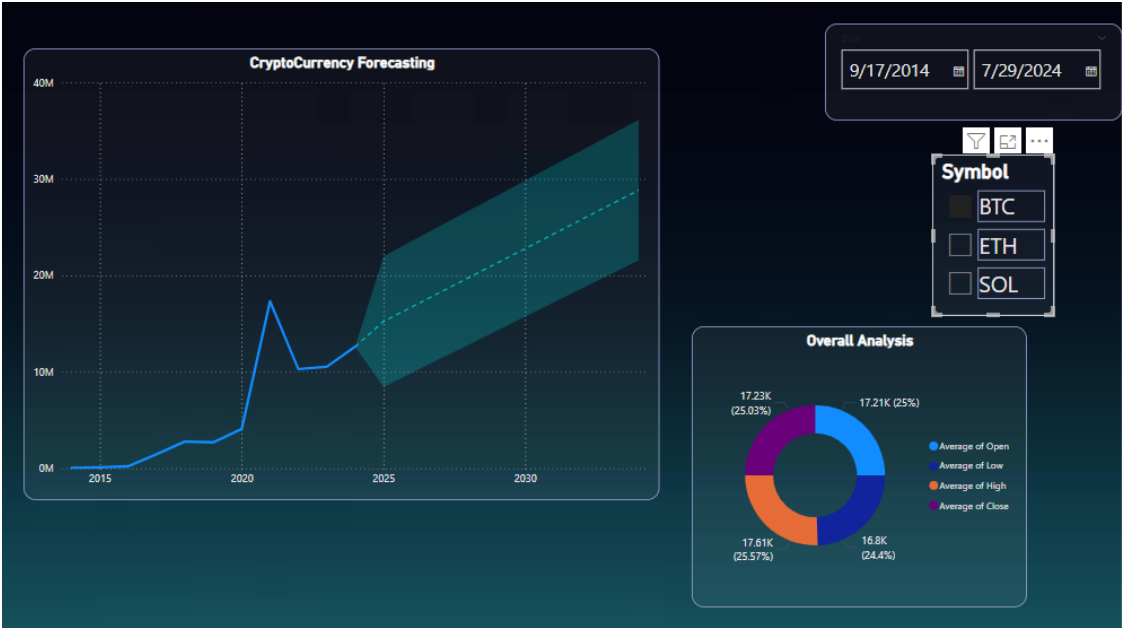 CryptoCurrency Forecasting
40M
30M
20M
10M
0M
2015
2020
2025
2030
Date
9/17/2014
7/29/2024
Symbol
BTC
ETH
SOL
Overall Analysis
17.23K
(25.03%)
17.21K (25%)
17.61K
(25.57%)
16.8K
(24.4%)
Average of Open
Average of Low
Average of High
Average of Close